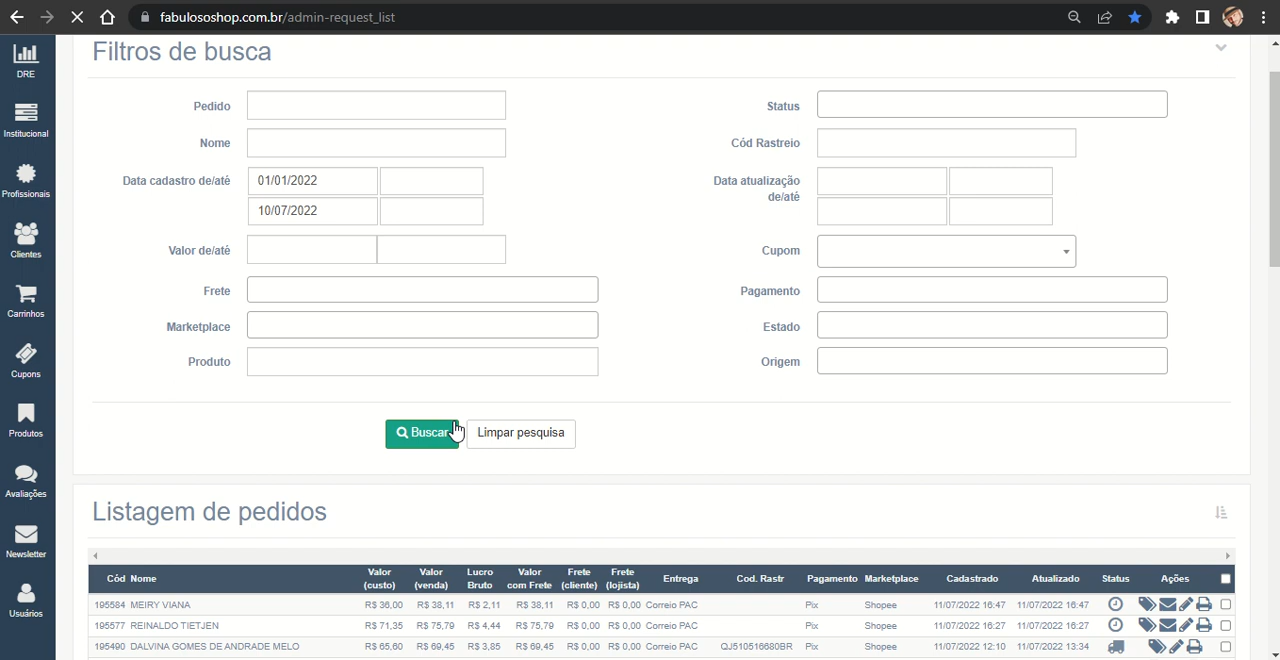 fabulososhop.com.br/admin-request_list
DRE
Institucional
Profissionais
Clientes
Carrinhos
Cupons
Produtos
Avaliações
Newsletter
Usuários
Filtros de busca
Pedido
Status
Nome
Cód Rastreio
Data cadastro de/até 01/01/2022
10/07/2022
Data atualização
de/até
Valor de/até
Cupom
Frete
Pagamento
Marketplace
Estado
Produto
Origem
Buscar
Limpar pesquisa
Listagem de pedidos
Cód Nome Valor (custo) Valor (venda) Lucro Bruto Valor com Frete Frete (cliente) Frete (lojista) Entrega Cod. Rastr Pagamento Marketplace Cadastrado Atualizado Status Ações
195584 MEIRY VIANA R$ 36,00 R$ 38,11 R$ 2,11 R$ 38,11 R$ 0,00 R$ 0,00 Correio PAC Pix Shopee 11/07/2022 16:47 11/07/2022 16:47
195577 REINALDO TIETJEN R$ 71,35 R$ 75,79 R$ 4,44 R$ 75,79 R$ 0,00 R$ 0,00 Correio PAC Pix Shopee 11/07/2022 16:27 11/07/2022 16:27
195490 DALVINA GOMES DE ANDRADE MELO R$ 65,60 R$ 69,45 R$ 3,85 R$ 69,45 R$ 0,00 R$ 0,00 Correio PAC QJ510516680BR Pix Shopee 11/07/2022 12:10 11/07/2022 13:34